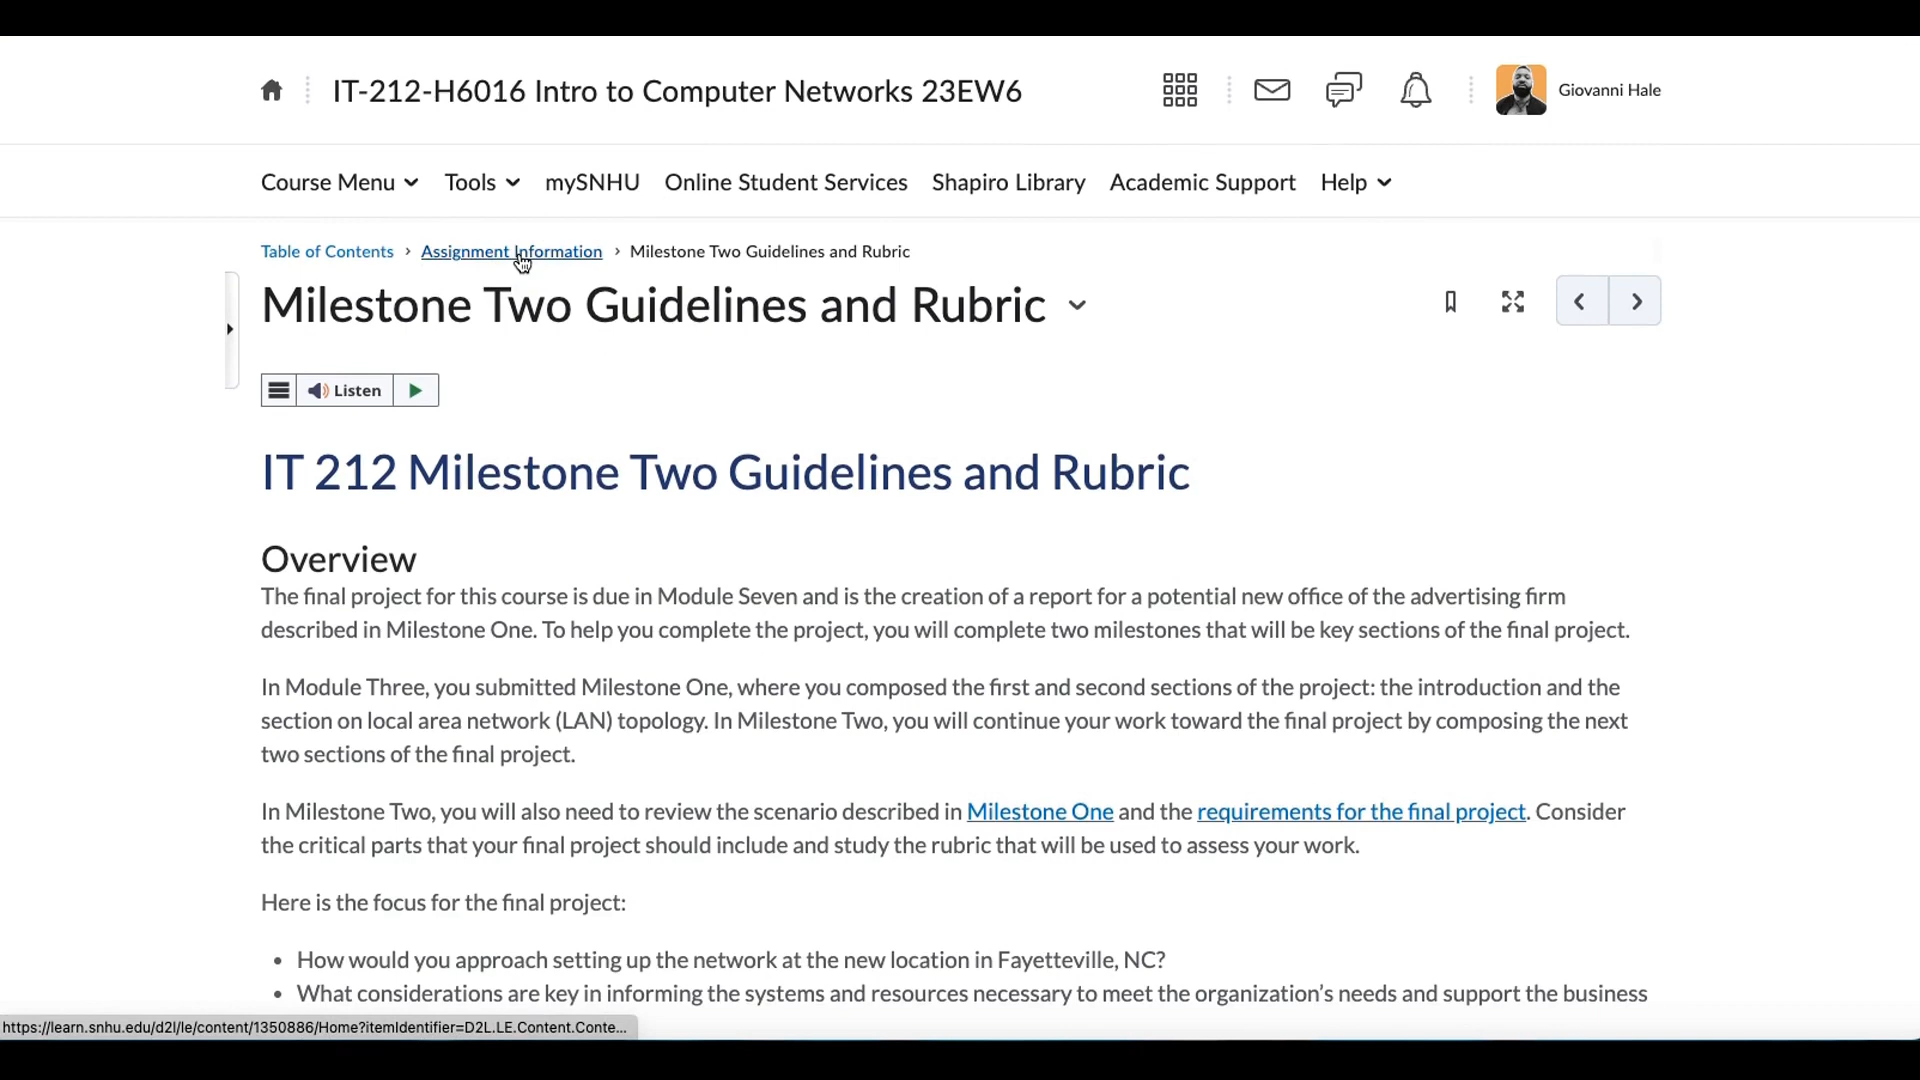 IT-212-H6016 Intro to Computer Networks 23EW6
Giovanni Hale
Course Menu Tools mySNHU Online Student Services Shapiro Library Academic Support Help
Table of Contents › Assignment Information › Milestone Two Guidelines and Rubric
Milestone Two Guidelines and Rubric
Listen
IT 212 Milestone Two Guidelines and Rubric
Overview
The final project for this course is due in Module Seven and is the creation of a report for a potential new office of the advertising firm
described in Milestone One. To help you complete the project, you will complete two milestones that will be key sections of the final project.
In Module Three, you submitted Milestone One, where you composed the first and second sections of the project: the introduction and the
section on local area network (LAN) topology. In Milestone Two, you will continue your work toward the final project by composing the next
two sections of the final project.
In Milestone Two, you will also need to review the scenario described in Milestone One and the requirements for the final project. Consider
the critical parts that your final project should include and study the rubric that will be used to assess your work.
Here is the focus for the final project:
• How would you approach setting up the network at the new location in Fayetteville, NC?
• What considerations are key in informing the systems and resources necessary to meet the organization's needs and support the business
https://learn.snhu.edu/d2l/le/content/1350886/Home?itemIdentifier=D2L.LE.Content.Conte...